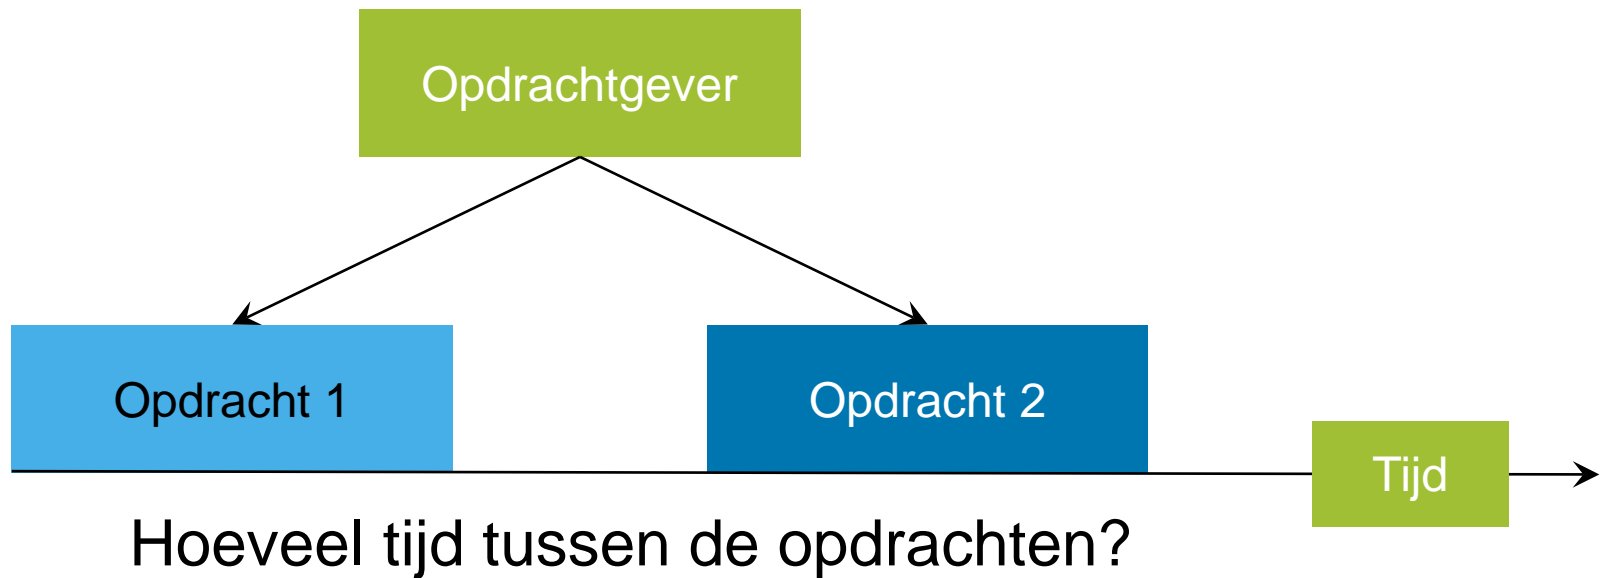 Opdrachtgever
Opdracht 1
Opdracht 2
Tijd
Hoeveel tijd tussen de opdrachten?